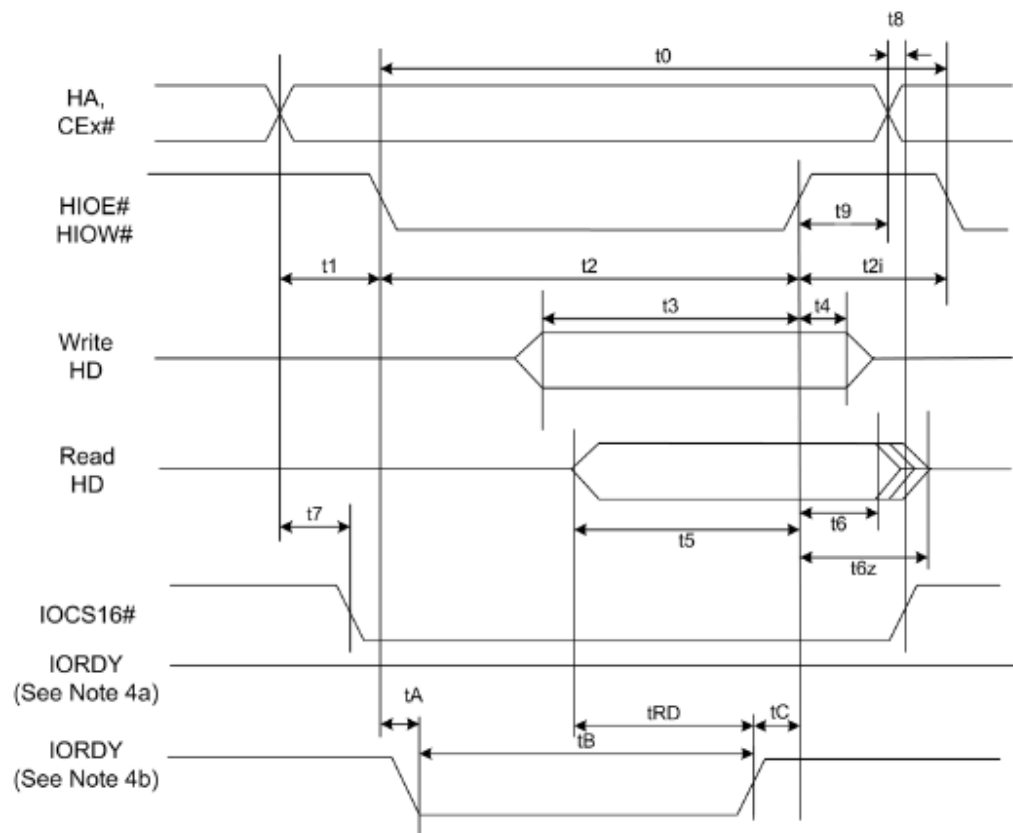 t8
t0
HA,
CEx#
HIOE#
HIOW#
t9
t1
t2
t2i
t3
t4
Write
HD
Read
HD
t7
t6
t5
t6z
IOCS16#
IORDY
(See Note 4a)
tA
tRD
tC
tB
IORDY
(See Note 4b)